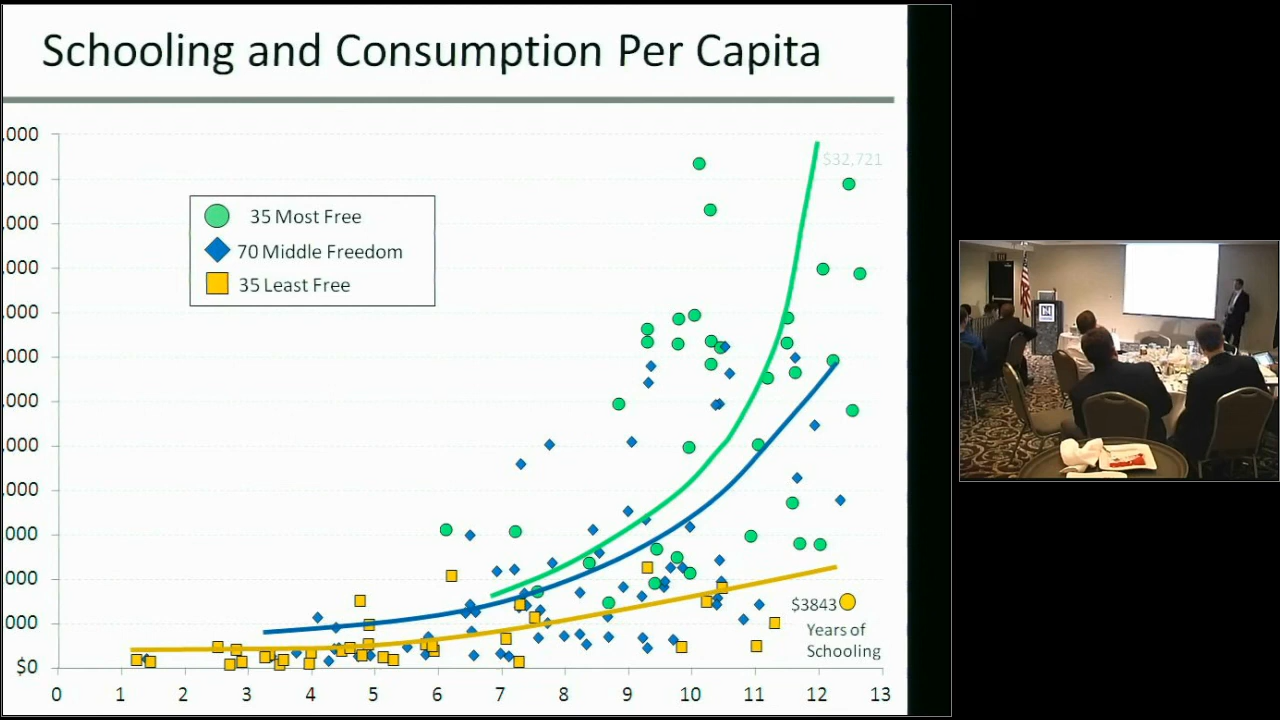 Schooling and Consumption Per Capita
,000
,000
,000
,000
,000
,000
,000
,000
,000
000
,000
,000
$0
$32,721
35 Most Free
70 Middle Freedom
35 Least Free
$3843
Years of
Schooling
0 1 2 3 4 5 6 7 8 9 10 11 12 13
N